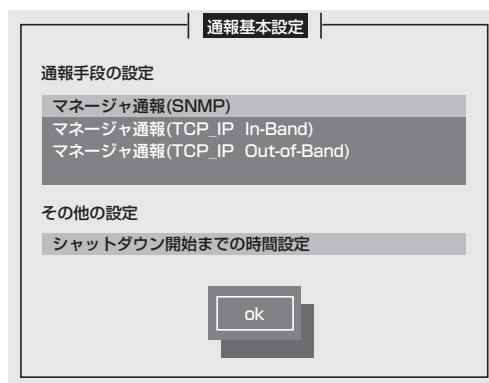 通報基本設定
通報手段の設定
マネージャ通報(SNMP)
マネージャ通報(TCP_IP In-Band)
マネージャ通報(TCP_IP Out-of-Band)
その他の設定
シャットダウン開始までの時間設定
ok